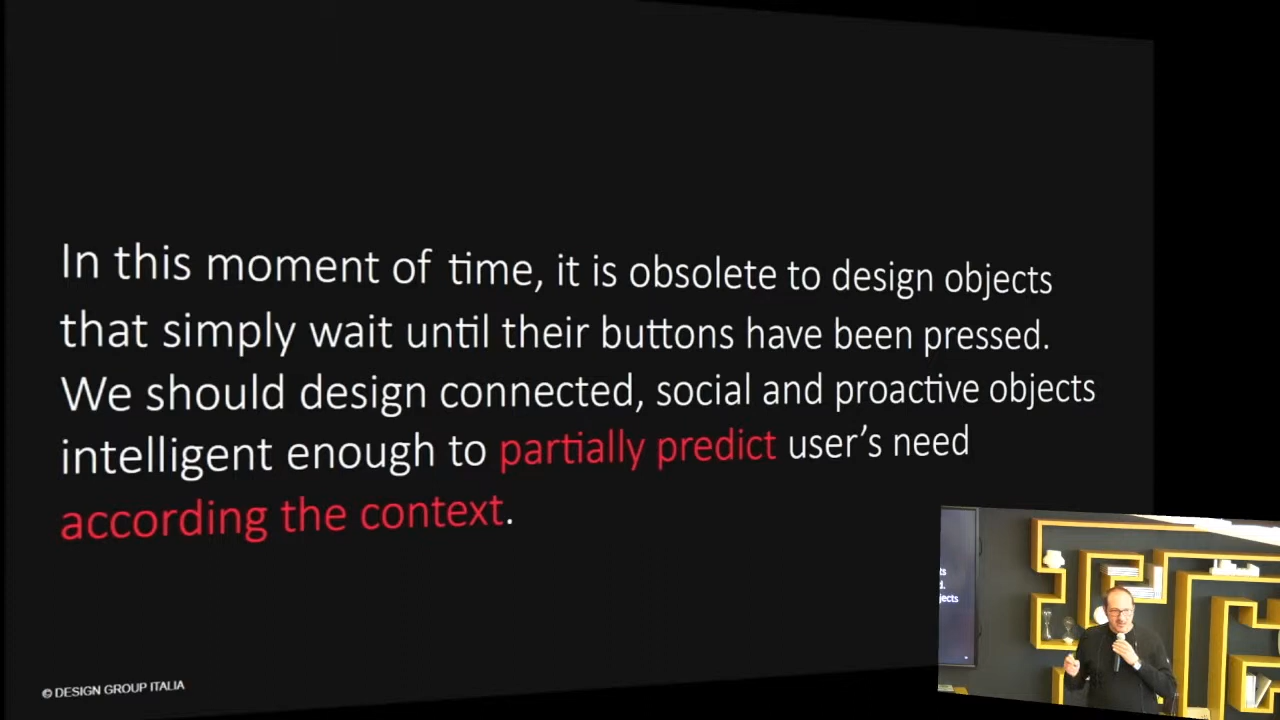 In this moment of time, it is obsolete to design objects
that simply wait until their buttons have been pressed.
We should design connected, social and proactive objects
intelligent enough to partially predict user's need
according the context.
© DESIGN GROUP ITALIA
jects